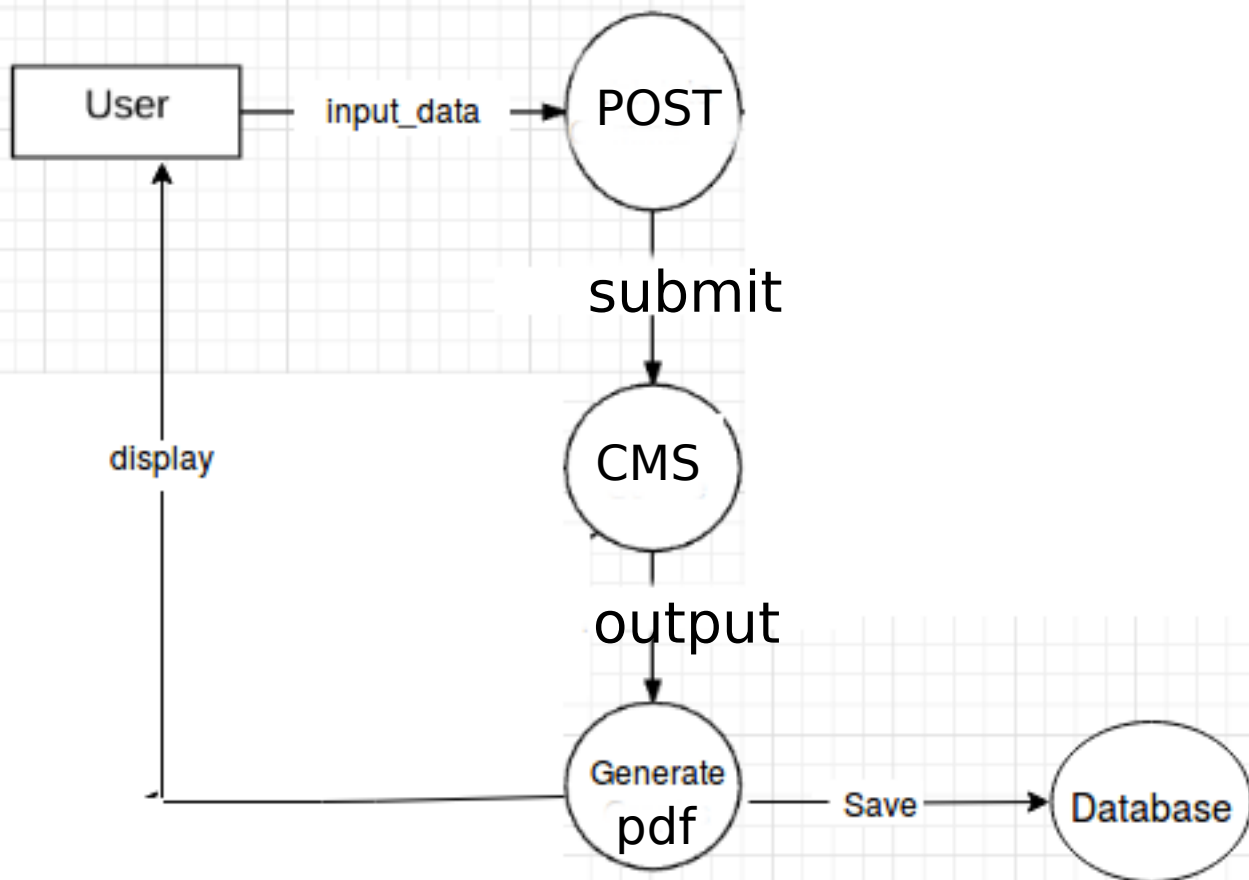 User
input_data
POST
submit
display
CMS
output
Generate
pdf
Save
Database